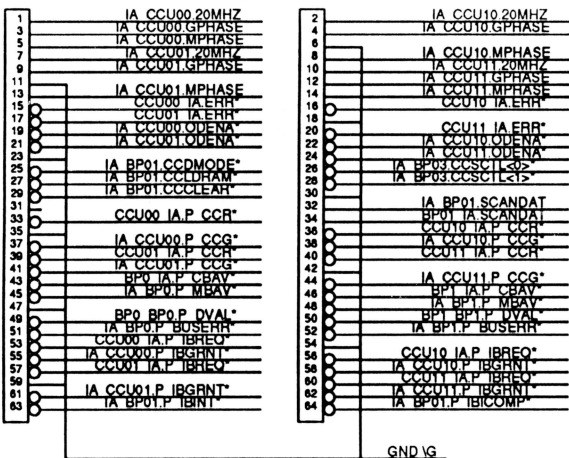 1 IA CCU00.20MHZ
3 IA CCU00.GPHASE
5 IA CCU00.MPHASE
7 IA CCU01.20MHZ
9 IA CCU01.GPHASE
11
13 IA CCU01.MPHASE
15 CCU00 IA.ERR*
17 CCU01 IA.ERR*
19 IA CCU00.ODENA*
21 IA CCU01.ODENA*
23
25 IA BP01.CCDMODE*
27 IA BP01.CCLDHAM*
29 IA BP01.CCCLEAR*
31
33 CCU00 IA.P CCR*
35
37 IA CCU00.P CCG*
39 CCU01 IA.P CCR*
41 IA CCU01.P CCG*
43 BP0 IA.P CBAV*
45 IA BP0.P MBAV*
47
49 BP0 BP0.P DVAL*
51 IA BP0.P BUSERR*
53 CCU00 IA.P IBREQ*
55 IA CCU00.P IBGRNT*
57 CCU01 IA.P IBREQ*
59
61 IA CCU01.P IBGRNT*
63 IA BP01.P IBINT*
2 IA CCU10.20MHZ
4 IA CCU10.GPHASE
6
8 IA CCU10.MPHASE
10 IA CCU11.20MHZ
12 IA CCU11.GPHASE
14 IA CCU11.MPHASE
16 CCU10 IA.ERR*
18
20 CCU11 IA.ERR*
22 IA CCU10.ODENA*
24 IA CCU11.ODENA*
26 IA BP03.CCSCTL<0>*
28 IA BP03.CCSCTL<1>*
30
32 IA BP01.SCANDAT
34 BP01 IA.SCANDAT
36 CCU10 IA.P CCR*
38 IA CCU10.P CCG*
40 CCU11 IA.P CCR*
42
44 IA CCU11.P CCG*
46 BP1 IA.P CBAV*
48 IA BP1.P MBAV*
50 BP1 BP1.P DVAL*
52 IA BP1.P BUSERR*
54
56 CCU10 IA.P IBREQ*
58 IA CCU10.P IBGRNT*
60 CCU11 IA.P IBREQ*
62 IA CCU11.P IBGRNT*
64 IA BP01.P IBICOMP*
GND \G